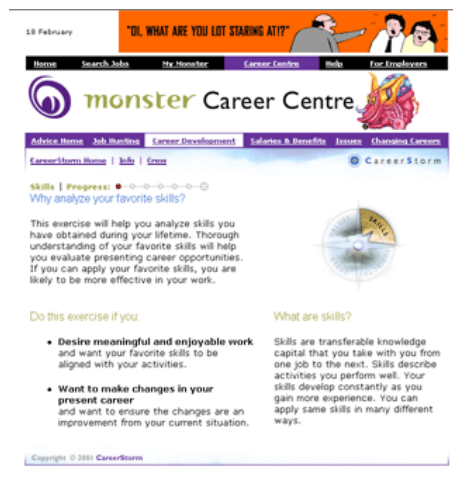 18 February
"OI, WHAT ARE YOU LOT STARING AT!?"
Home Search Jobs My Monster Career Centre Help For Employers
monster Career Centre
Advice Home Job Hunting Career Development Salaries & Benefits Issues Changing Careers
CareerStorm Home | Info | Crew
CareerStorm
Skills | Progress:
Why analyze your favorite skills?
This exercise will help you analyze skills you
have obtained during your lifetime. Thorough
understanding of your favorite skills will help
you evaluate presenting career opportunities.
If you can apply your favorite skills, you are
likely to be more effective in your work.
SKILLS
Do this exercise if you:
• Desire meaningful and enjoyable work
and want your favorite skills to be
aligned with your activities.
• Want to make changes in your
present career
and want to ensure the changes are an
improvement from your current situation.
What are skills?
Skills are transferable knowledge
capital that you take with you from
one job to the next. Skills describe
activities you perform well. Your
skills develop constantly as you
gain more experience. You can
apply same skills in many different
ways.
Copyright © 2001 CareerStorm